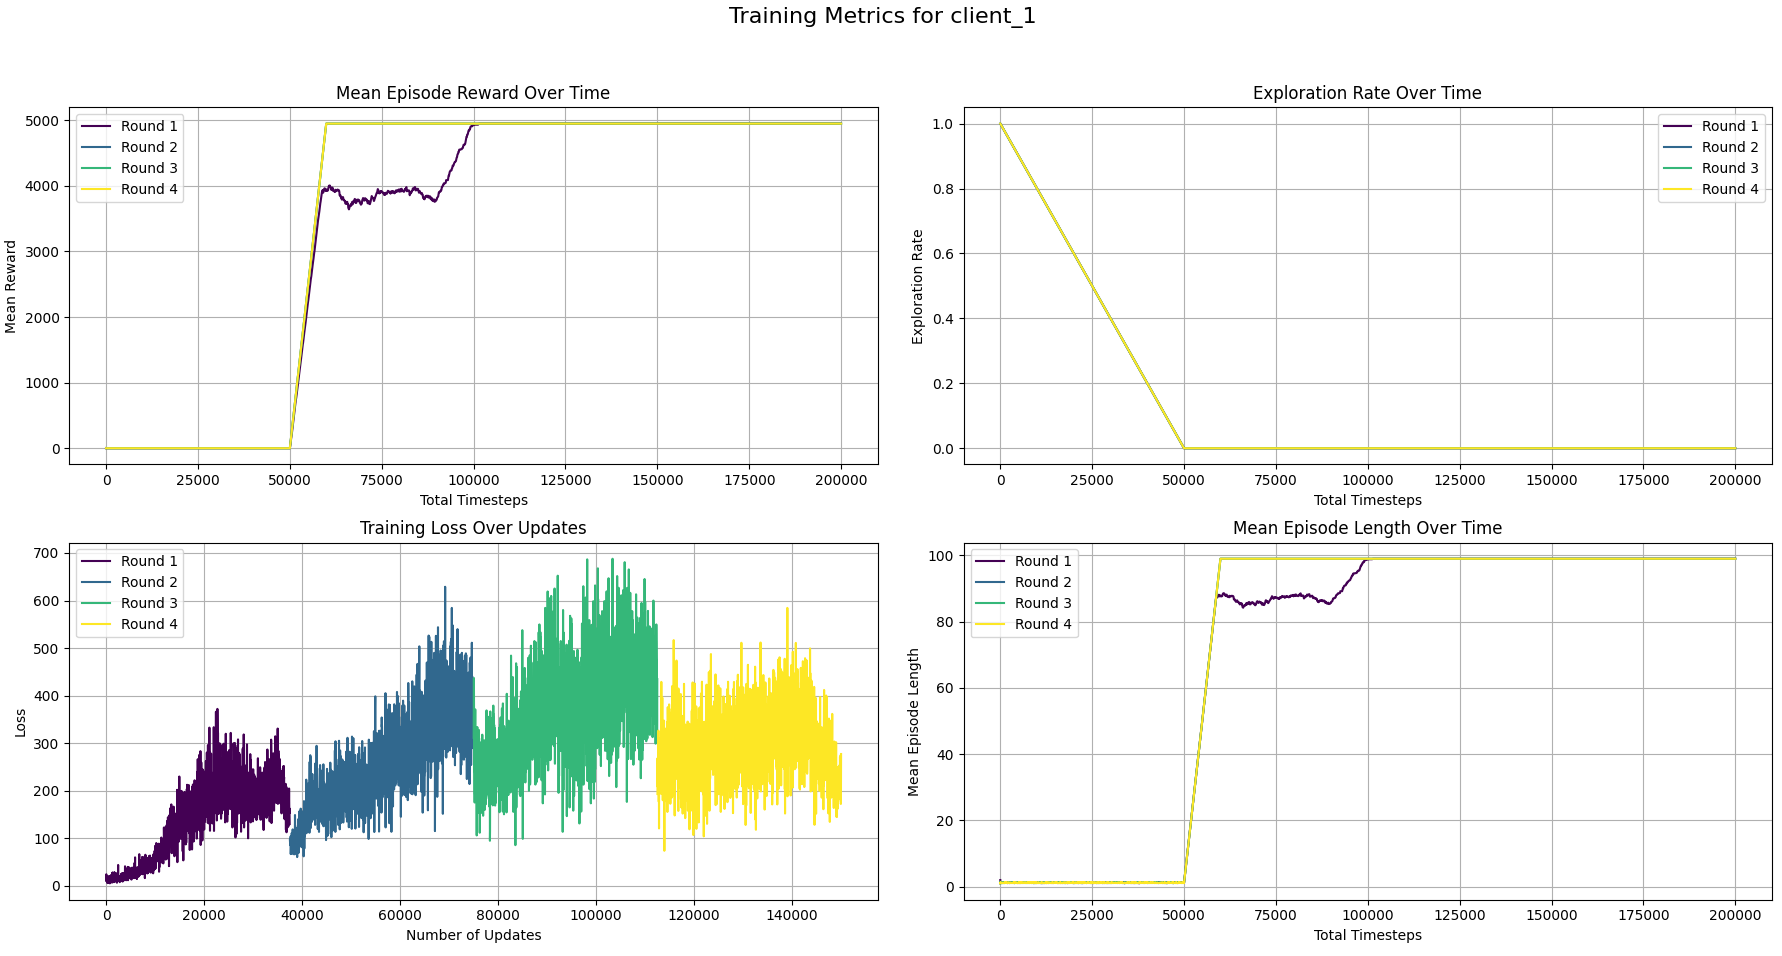 Training Metrics for client_1
Mean Episode Reward Over Time
Mean Reward
5000
4000
3000
2000
1000
0
Round 1
Round 2
Round 3
Round 4
0 25000 50000 75000 100000 125000 150000 175000 200000
Total Timesteps
Exploration Rate Over Time
Exploration Rate
1.0
0.8
0.6
0.4
0.2
0.0
Round 1
Round 2
Round 3
Round 4
0 25000 50000 75000 100000 125000 150000 175000 200000
Total Timesteps
Training Loss Over Updates
Loss
700
600
500
400
300
200
100
0
Round 1
Round 2
Round 3
Round 4
0 20000 40000 60000 80000 100000 120000 140000
Number of Updates
Mean Episode Length Over Time
Mean Episode Length
100
80
60
40
20
0
Round 1
Round 2
Round 3
Round 4
0 25000 50000 75000 100000 125000 150000 175000 200000
Total Timesteps